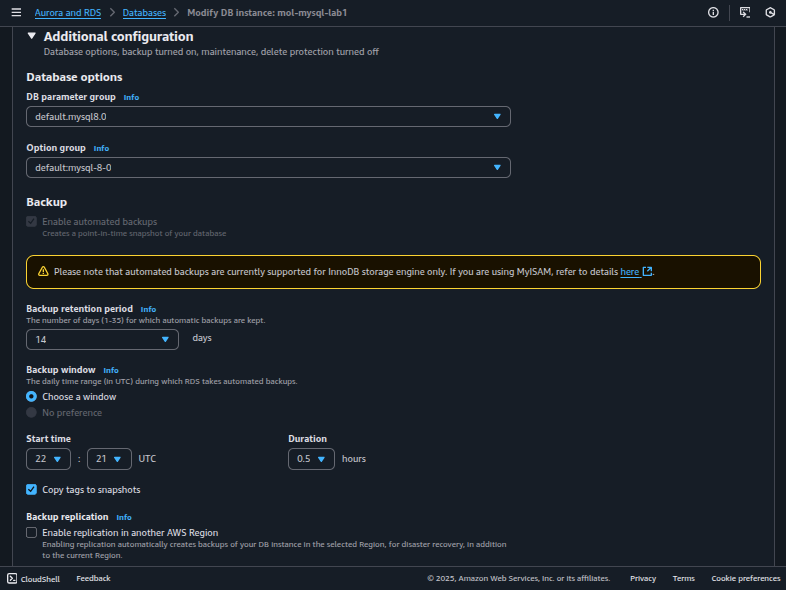 Aurora and RDS > Databases > Modify DB instance: mol-mysql-lab1
Additional configuration
Database options, backup turned on, maintenance, delete protection turned off
Database options
DB parameter group Info
default.mysql8.0
Option group Info
default:mysql-8-0
Backup
Enable automated backups
Creates a point-in-time snapshot of your database
Please note that automated backups are currently supported for InnoDB storage engine only. If you are using MyISAM, refer to details here.
Backup retention period Info
The number of days (1-35) for which automatic backups are kept.
14 days
Backup window Info
The daily time range (in UTC) during which RDS takes automated backups.
Choose a window
No preference
Start time Duration
22 : 21 UTC 0.5 hours
Copy tags to snapshots
Backup replication Info
Enable replication in another AWS Region
Enabling replication automatically creates backups of your DB instance in the selected Region, for disaster recovery, in addition
to the current Region.
CloudShell Feedback © 2025, Amazon Web Services, Inc. or its affiliates. Privacy Terms Cookie preferences